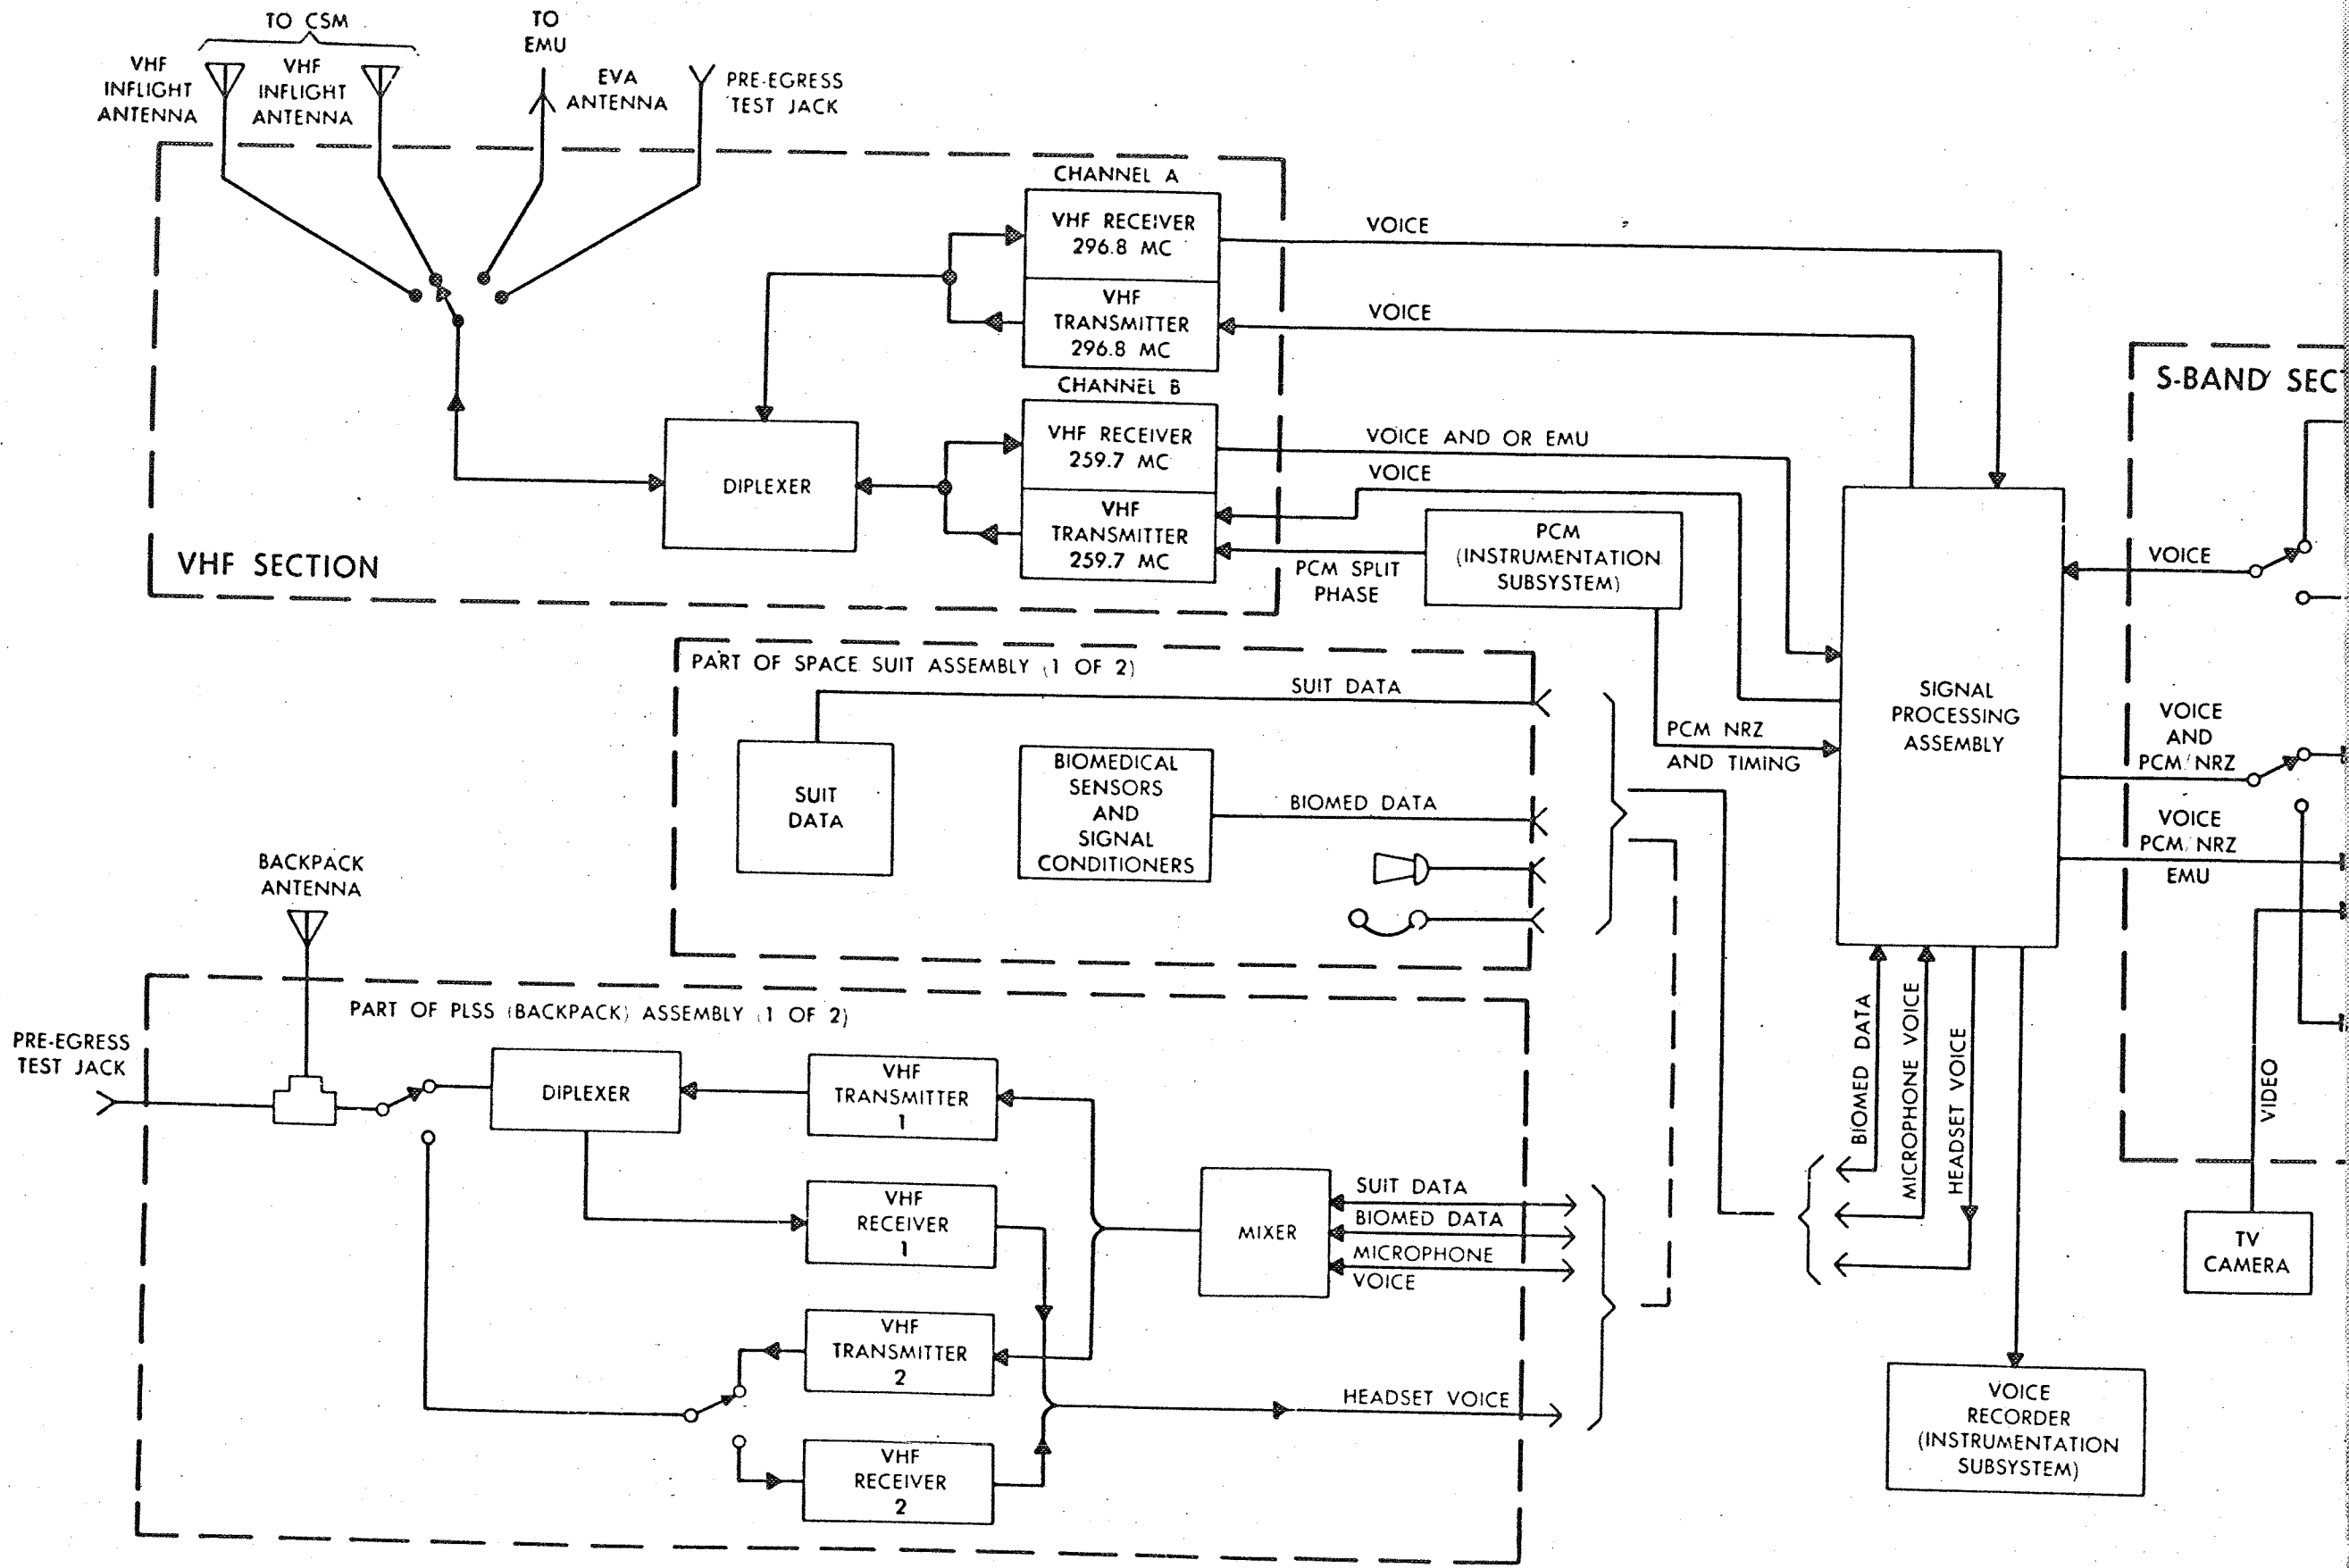 TO CSM
TO
EMU
VHF
INFLIGHT
ANTENNA
VHF
INFLIGHT
ANTENNA
EVA
ANTENNA
PRE-EGRESS
TEST JACK
CHANNEL A
VHF RECEIVER
296.8 MC
VHF
TRANSMITTER
296.8 MC
CHANNEL B
VHF RECEIVER
259.7 MC
VHF
TRANSMITTER
259.7 MC
DIPLEXER
VHF SECTION
VOICE
VOICE
VOICE AND OR EMU
VOICE
PCM SPLIT
PHASE
PCM
(INSTRUMENTATION
SUBSYSTEM)
S-BAND
VOICE
SIGNAL
PROCESSING
ASSEMBLY
PCM NRZ
AND TIMING
VOICE
AND
PCM/NRZ
VOICE
PCM/NRZ
EMU
PART OF SPACE SUIT ASSEMBLY (1 OF 2)
SUIT DATA
SUIT
DATA
BIOMEDICAL
SENSORS
AND
SIGNAL
CONDITIONERS
BIOMED DATA
BACKPACK
ANTENNA
PART OF PLSS (BACKPACK) ASSEMBLY (1 OF 2)
PRE-EGRESS
TEST JACK
DIPLEXER
VHF
TRANSMITTER
1
VHF
RECEIVER
1
VHF
TRANSMITTER
2
VHF
RECEIVER
2
MIXER
SUIT DATA
BIOMED DATA
MICROPHONE
VOICE
HEADSET VOICE
BIOMED DATA
MICROPHONE VOICE
HEADSET VOICE
VIDEO
TV
CAMERA
VOICE
RECORDER
(INSTRUMENTATION
SUBSYSTEM)